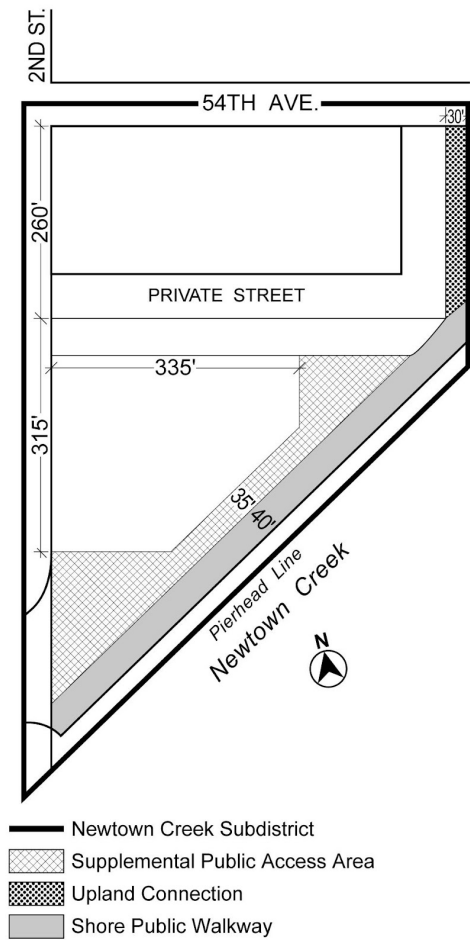 2ND ST.
54TH AVE.
30'
260'
PRIVATE STREET
335'
315'
35' 40'
Pierhead Line
Newtown Creek
N
Newtown Creek Subdistrict
Supplemental Public Access Area
Upland Connection
Shore Public Walkway